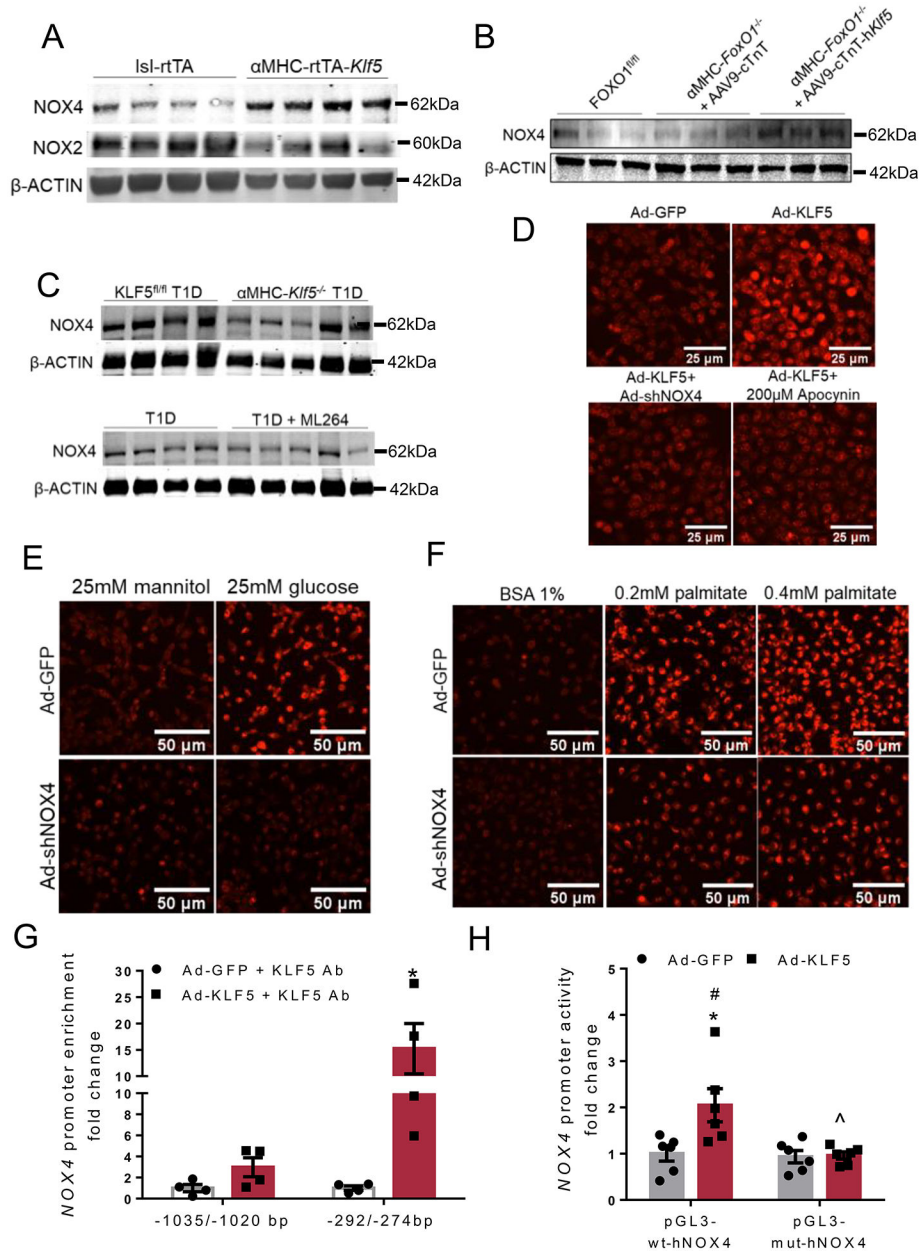 A
lsl-rtTA
αMHC-rtTA-Klf5
NOX4
62kDa
NOX2
60kDa
β-ACTIN
42kDa
B
FOXO1fl/fl
αMHC-FoxO1-/-
+ AAV9-cTnT
αMHC-FoxO1-/-
+ AAV9-cTnT-hKlf5
NOX4
62kDa
β-ACTIN
42kDa
C
KLF5fl/fl T1D
αMHC-Klf5-/- T1D
NOX4
62kDa
β-ACTIN
42kDa
T1D
T1D + ML264
NOX4
62kDa
β-ACTIN
42kDa
D
Ad-GFP
Ad-KLF5
25 µm
25 µm
Ad-KLF5+
Ad-shNOX4
Ad-KLF5+
200µM Apocynin
25 µm
25 µm
E
25mM mannitol
25mM glucose
Ad-GFP
50 µm
50 µm
Ad-shNOX4
50 µm
50 µm
F
BSA 1%
0.2mM palmitate
0.4mM palmitate
Ad-GFP
50 µm
50 µm
50 µm
Ad-shNOX4
50 µm
50 µm
50 µm
G
NOX4 promoter enrichment
fold change
Ad-GFP + KLF5 Ab
Ad-KLF5 + KLF5 Ab
30
25
20
15
10
10
8
6
4
2
0
*
-1035/-1020 bp
-292/-274bp
H
NOX4 promoter activity
fold change
Ad-GFP
Ad-KLF5
5
4
3
2
1
0
#
*
^
pGL3-
wt-hNOX4
pGL3-
mut-hNOX4